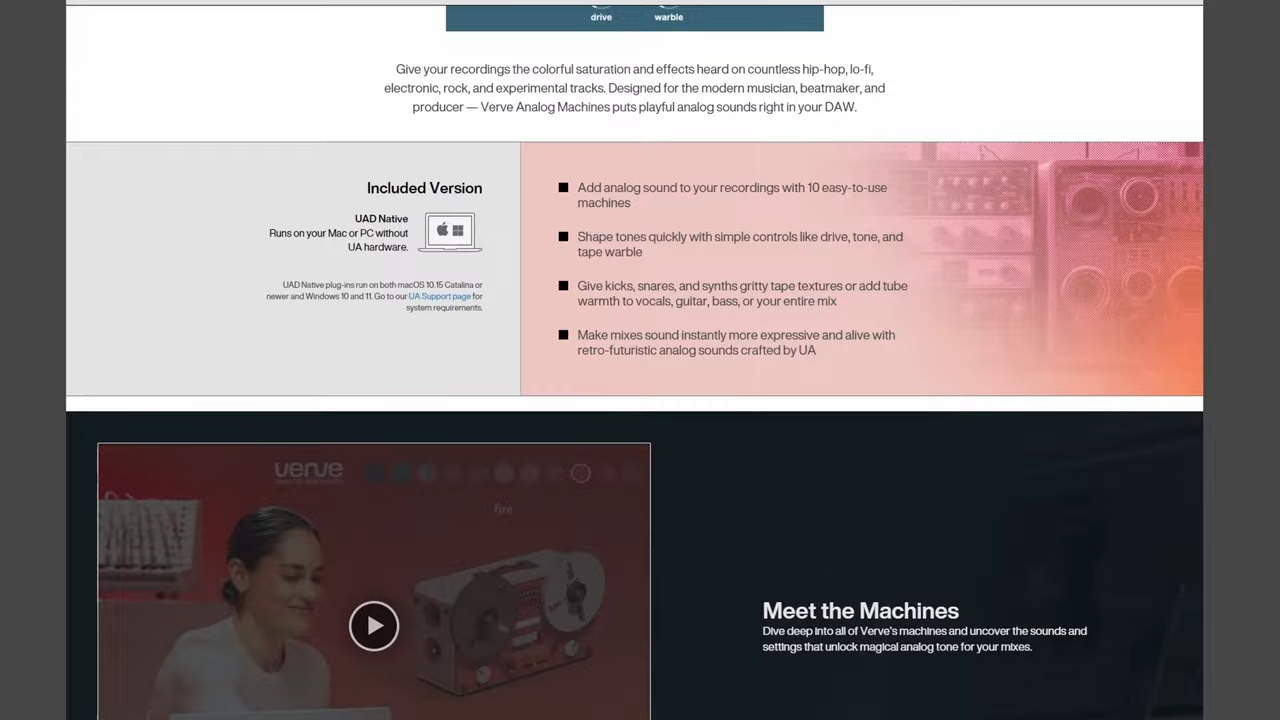 drive
warble
Give your recordings the colorful saturation and effects heard on countless hip-hop, lo-fi,
electronic, rock, and experimental tracks. Designed for the modern musician, beatmaker, and
producer — Verve Analog Machines puts playful analog sounds right in your DAW.
Included Version
UAD Native
Runs on your Mac or PC without
UA hardware.
UAD Native plug-ins run on both macOS 10.15 Catalina or
newer and Windows 10 and 11. Go to our UA Support page for
system requirements.
Add analog sound to your recordings with 10 easy-to-use
machines
Shape tones quickly with simple controls like drive, tone, and
tape warble
Give kicks, snares, and synths gritty tape textures or add tube
warmth to vocals, guitar, bass, or your entire mix
Make mixes sound instantly more expressive and alive with
retro-futuristic analog sounds crafted by UA
verve
fire
Meet the Machines
Dive deep into all of Verve's machines and uncover the sounds and
settings that unlock magical analog tone for your mixes.